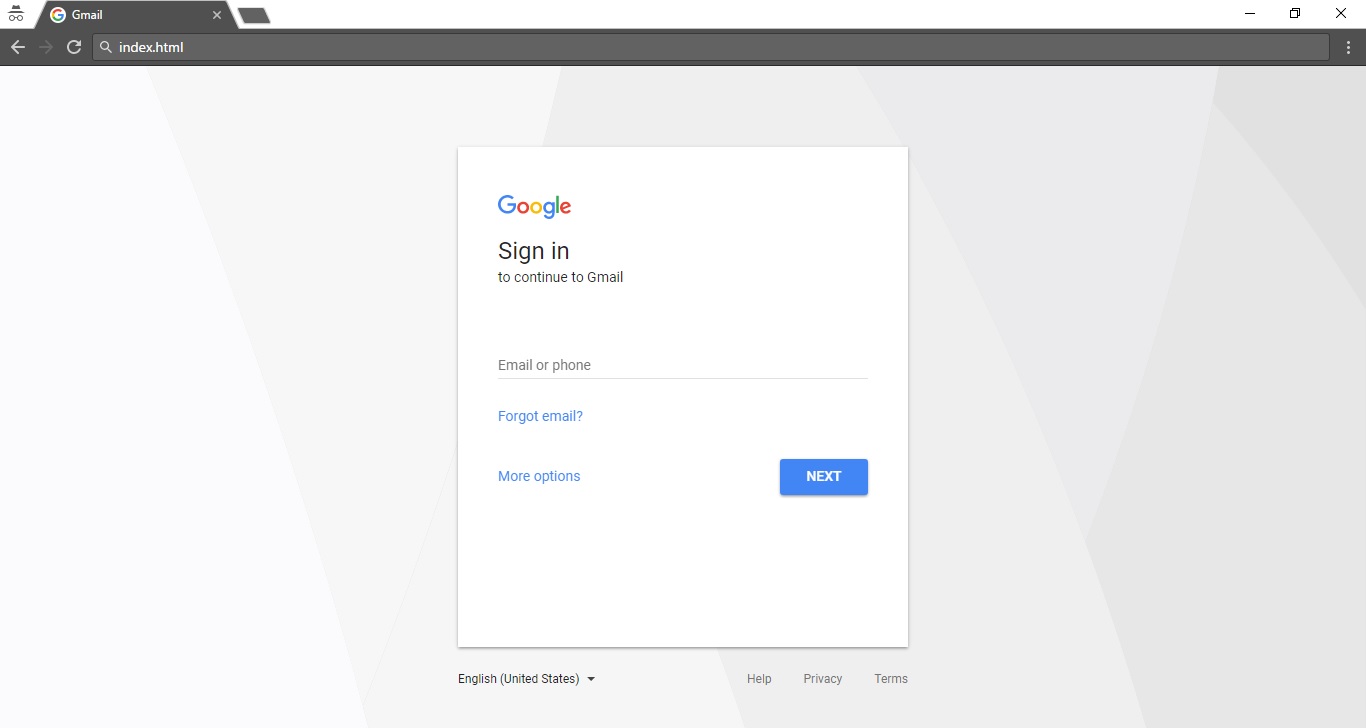 Gmail
index.html
Google
Sign in
to continue to Gmail
Email or phone
Forgot email?
More options
NEXT
English (United States)
Help
Privacy
Terms